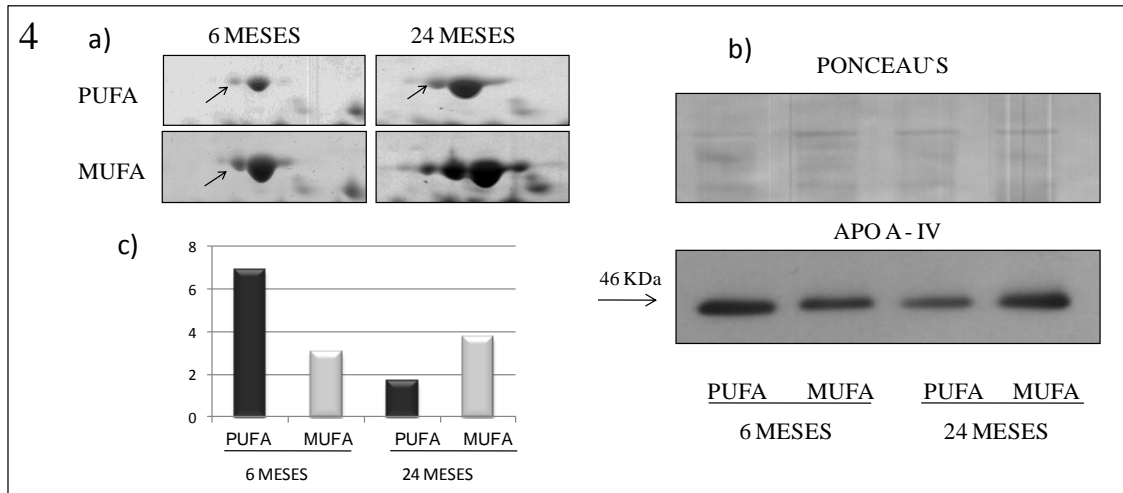 4
a)
6 MESES 24 MESES
PUFA
MUFA
b)
PONCEAU`S
APO A - IV
46 KDa
PUFA MUFA PUFA MUFA
6 MESES 24 MESES
c)
8
6
4
2
0
PUFA MUFA PUFA MUFA
6 MESES 24 MESES